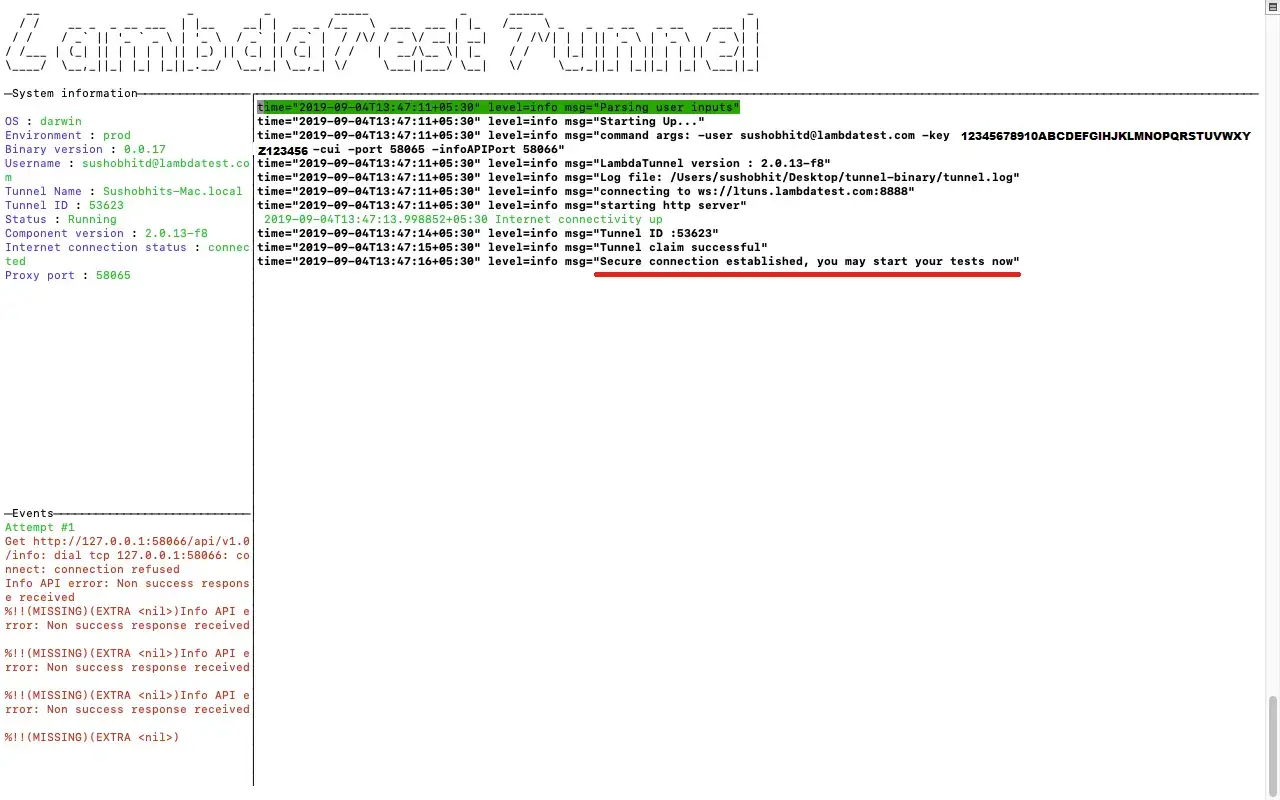 LambdaTest Tunnel
System information
OS : darwin
Environment : prod
Binary version : 0.0.17
Username : sushobhitd@lambdatest.co
m
Tunnel Name : Sushobhits-Mac.local
Tunnel ID : 53623
Status : Running
Component version : 2.0.13-f8
Internet connection status : connec
ted
Proxy port : 58065
time="2019-09-04T13:47:11+05:30" level=info msg="Parsing user inputs"
time="2019-09-04T13:47:11+05:30" level=info msg="Starting Up..."
time="2019-09-04T13:47:11+05:30" level=info msg="command args: -user sushobhitd@lambdatest.com -key 12345678910ABCDEFGIHJKLMNOPQRSTUVWXY
Z123456 -cui -port 58065 -infoAPIPort 58066"
time="2019-09-04T13:47:11+05:30" level=info msg="LambdaTunnel version : 2.0.13-f8"
time="2019-09-04T13:47:11+05:30" level=info msg="Log file: /Users/sushobhit/Desktop/tunnel-binary/tunnel.log"
time="2019-09-04T13:47:11+05:30" level=info msg="connecting to ws://ltuns.lambdatest.com:8888"
time="2019-09-04T13:47:11+05:30" level=info msg="starting http server"
2019-09-04T13:47:13.998852+05:30 Internet connectivity up
time="2019-09-04T13:47:14+05:30" level=info msg="Tunnel ID :53623"
time="2019-09-04T13:47:15+05:30" level=info msg="Tunnel claim successful"
time="2019-09-04T13:47:16+05:30" level=info msg="Secure connection established, you may start your tests now"
Events
Attempt #1
Get http://127.0.0.1:58066/api/v1.0
/info: dial tcp 127.0.0.1:58066: co
nnect: connection refused
Info API error: Non success respons
e received
%!!(MISSING)(EXTRA <nil>)Info API e
rror: Non success response received
%!!(MISSING)(EXTRA <nil>)Info API e
rror: Non success response received
%!!(MISSING)(EXTRA <nil>)Info API e
rror: Non success response received
%!!(MISSING)(EXTRA <nil>)